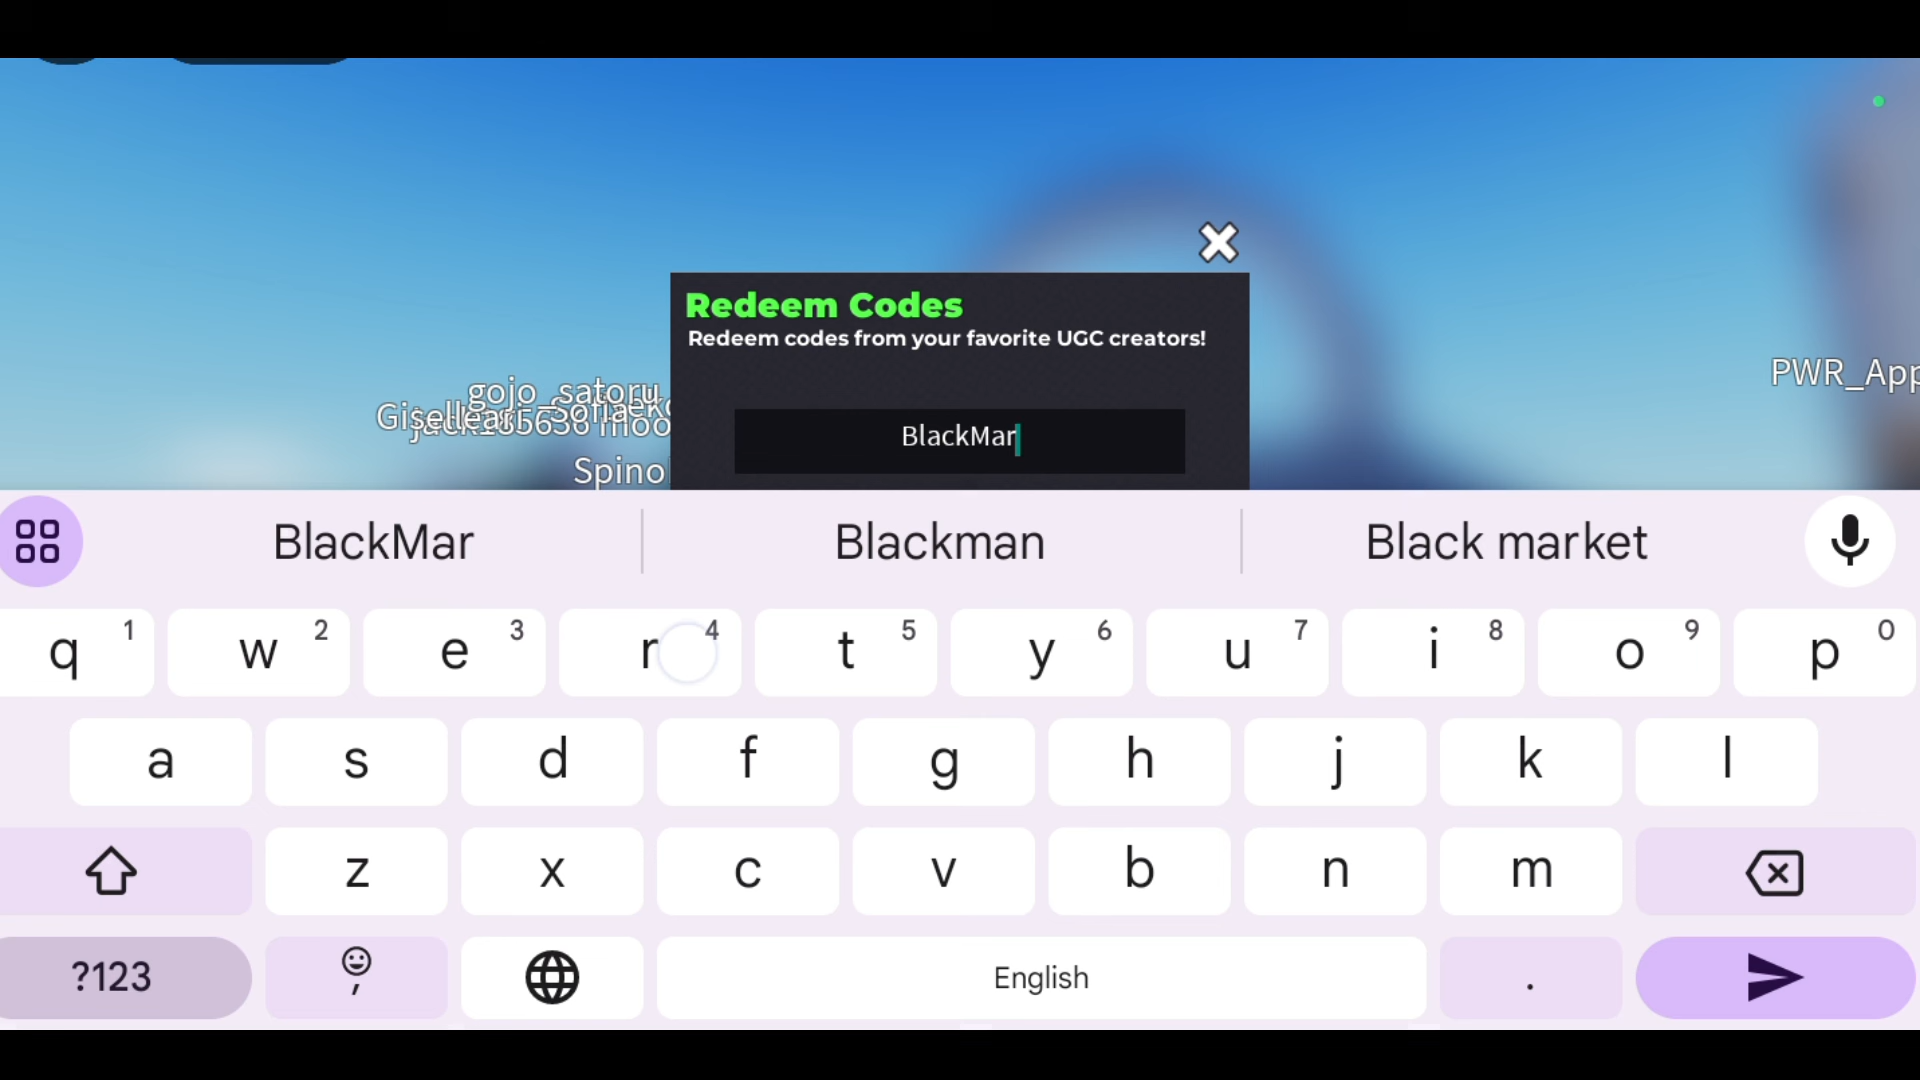 Redeem Codes
Redeem codes from your favorite UGC creators!
PWR_App
gojo_satoru
BlackMar
Spino
BlackMar
Blackman
Black market
q 1 w 2 e 3 r 4 t 5 y 6 u 7 i 8 o 9 p 0
a s d f g h j k l
z x c v b n m
?123 , English .